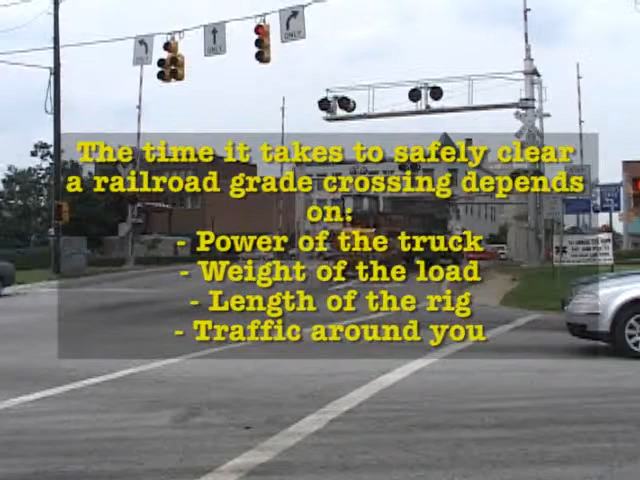 ONLY
ONLY
ONLY
The time it takes to safely clear
a railroad grade crossing depends
on:
- Power of the truck
- Weight of the load
- Length of the rig
- Traffic around you